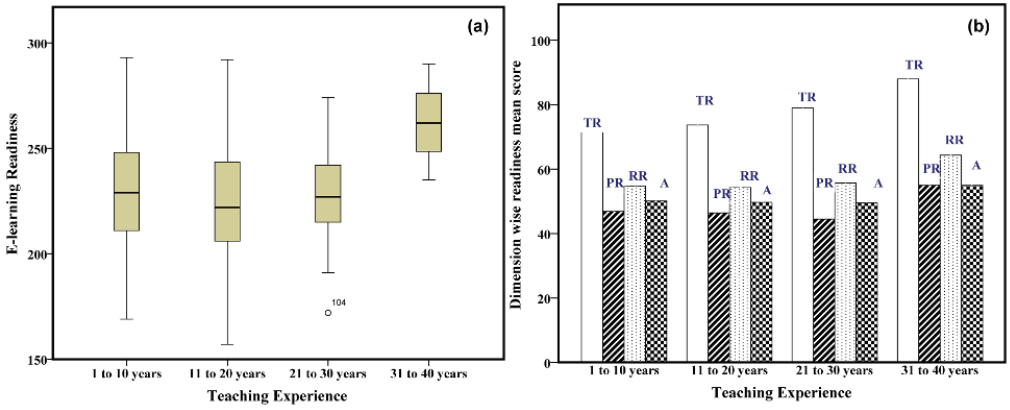 (a)
E-learning Readiness
300
250
200
150
104
1 to 10 years 11 to 20 years 21 to 30 years 31 to 40 years
Teaching Experience
(b)
Dimension wise readiness mean score
100
80
60
40
20
0
TR PR RR A
TR PR RR A
TR PR RR A
TR PR RR A
1 to 10 years 11 to 20 years 21 to 30 years 31 to 40 years
Teaching Experience